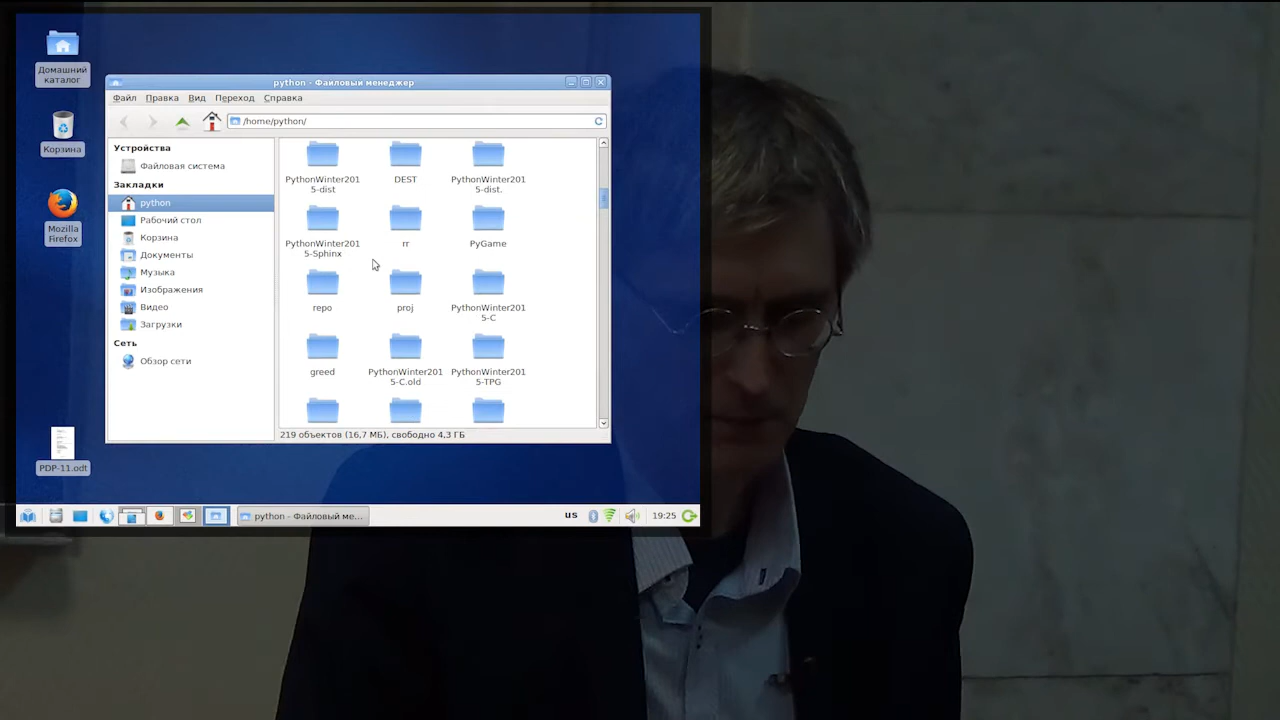 Домашний
каталог
Корзина
Mozilla
Firefox
PDP-11.odt
python - Файловый менеджер
Файл Правка Вид Переход Справка
/home/python/
Устройства
Файловая система
Закладки
python
Рабочий стол
Корзина
Документы
Музыка
Изображения
Видео
Загрузки
Сеть
Обзор сети
PythonWinter201
5-dist
DEST
PythonWinter201
5-dist.
PythonWinter201
5-Sphinx
rr
PyGame
repo
proj
PythonWinter201
5-C
greed
PythonWinter201
5-C.old
PythonWinter201
5-TPG
219 объектов (16,7 МБ), свободно 4,3 ГБ
python - Файловый ме...
us
19:25